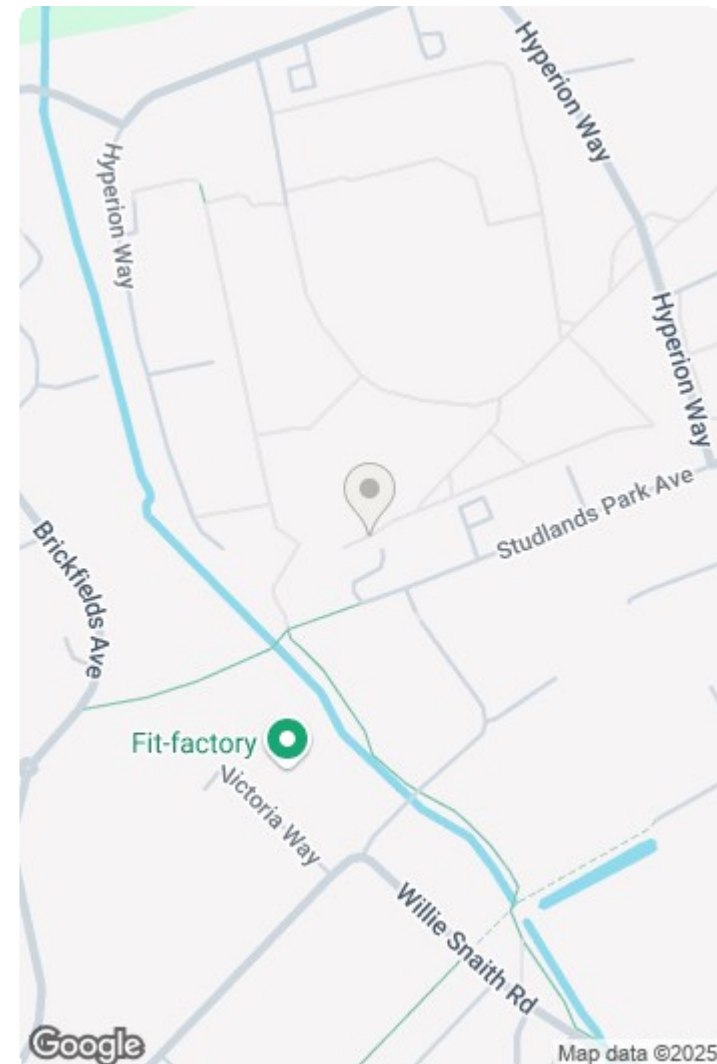 Hyperion Way
Hyperion Way
Hyperion Way
Studlands Park Ave
Brickfields Ave
Fit-factory
Victoria Way
Willie Snaith Rd
Google
Map data ©2025